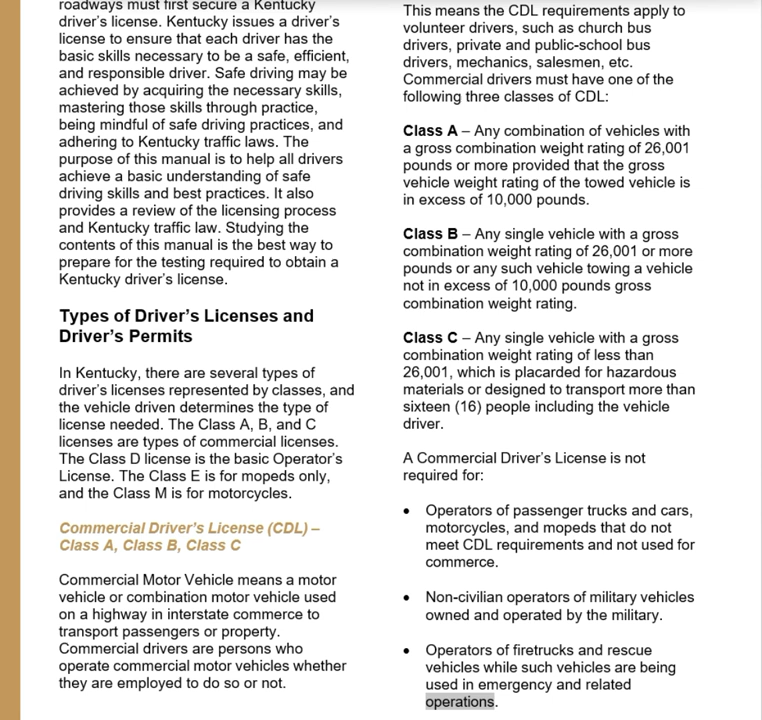 roadways must first secure a Kentucky
driver's license. Kentucky issues a driver's
license to ensure that each driver has the
basic skills necessary to be a safe, efficient,
and responsible driver. Safe driving may be
achieved by acquiring the necessary skills,
mastering those skills through practice,
being mindful of safe driving practices, and
adhering to Kentucky traffic laws. The
purpose of this manual is to help all drivers
achieve a basic understanding of safe
driving skills and best practices. It also
provides a review of the licensing process
and Kentucky traffic law. Studying the
contents of this manual is the best way to
prepare for the testing required to obtain a
Kentucky driver's license.
Types of Driver's Licenses and
Driver's Permits
In Kentucky, there are several types of
driver's licenses represented by classes, and
the vehicle driven determines the type of
license needed. The Class A, B, and C
licenses are types of commercial licenses.
The Class D license is the basic Operator's
License. The Class E is for mopeds only,
and the Class M is for motorcycles.
Commercial Driver's License (CDL) –
Class A, Class B, Class C
Commercial Motor Vehicle means a motor
vehicle or combination motor vehicle used
on a highway in interstate commerce to
transport passengers or property.
Commercial drivers are persons who
operate commercial motor vehicles whether
they are employed to do so or not.
This means the CDL requirements apply to
volunteer drivers, such as church bus
drivers, private and public-school bus
drivers, mechanics, salesmen, etc.
Commercial drivers must have one of the
following three classes of CDL:
Class A – Any combination of vehicles with
a gross combination weight rating of 26,001
pounds or more provided that the gross
vehicle weight rating of the towed vehicle is
in excess of 10,000 pounds.
Class B – Any single vehicle with a gross
combination weight rating of 26,001 or more
pounds or any such vehicle towing a vehicle
not in excess of 10,000 pounds gross
combination weight rating.
Class C – Any single vehicle with a gross
combination weight rating of less than
26,001, which is placarded for hazardous
materials or designed to transport more than
sixteen (16) people including the vehicle
driver.
A Commercial Driver's License is not
required for:
• Operators of passenger trucks and cars,
motorcycles, and mopeds that do not
meet CDL requirements and not used for
commerce.
• Non-civilian operators of military vehicles
owned and operated by the military.
• Operators of firetrucks and rescue
vehicles while such vehicles are being
used in emergency and related
operations.